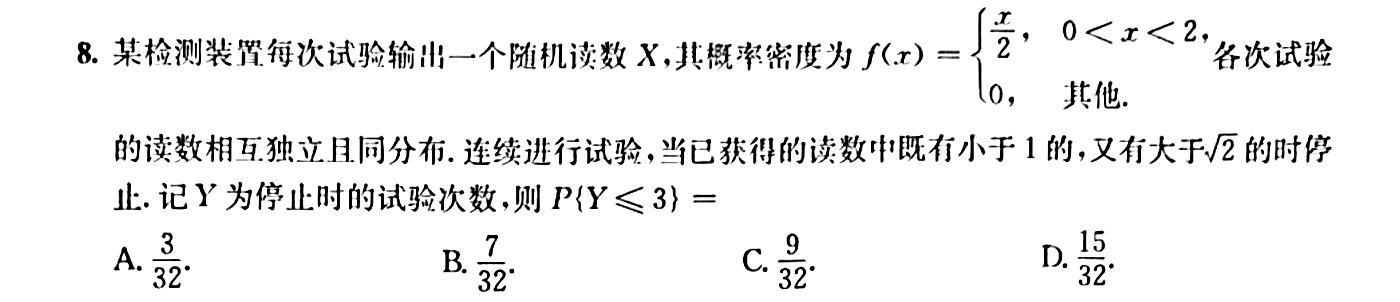 8. 某检测装置每次试验输出一个随机读数 X,其概率密度为 f(x) = { x/2, 0 < x < 2, 0, 其他. 各次试验
的读数相互独立且同分布. 连续进行试验,当已获得的读数中既有小于 1 的,又有大于√2 的时停
止. 记 Y 为停止时的试验次数,则 P{Y ⩽ 3} =
A. 3/32. B. 7/32. C. 9/32. D. 15/32.